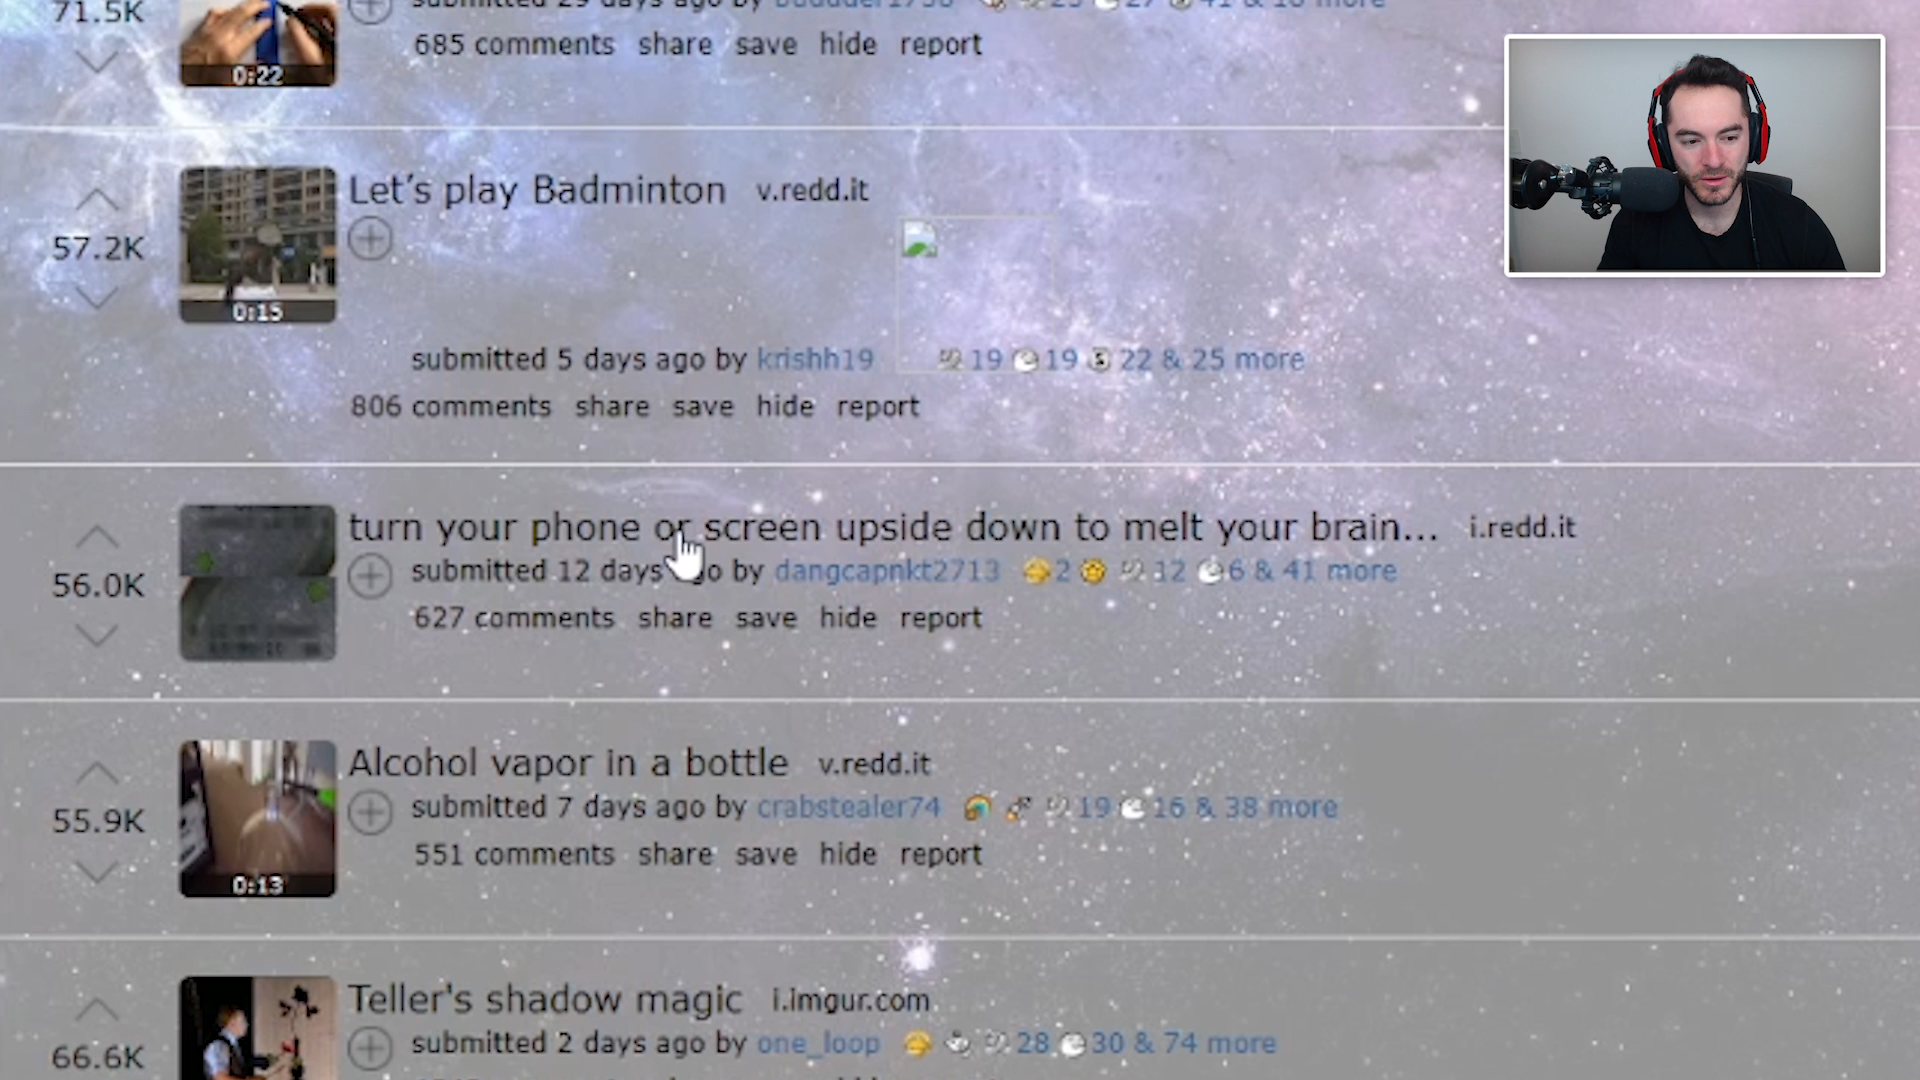 71.5K
685 comments share save hide report
0:22
Let's play Badminton v.redd.it
57.2K
0:15
submitted 5 days ago by krishh19 19 19 22 & 25 more
806 comments share save hide report
turn your phone or screen upside down to melt your brain... i.redd.it
submitted 12 days by dangcapnkt2713 2 12 6 & 41 more
56.0K
627 comments share save hide report
Alcohol vapor in a bottle v.redd.it
submitted 7 days ago by crabstealer74 19 16 & 38 more
55.9K
551 comments share save hide report
0:13
Teller's shadow magic i.imgur.com
submitted 2 days ago by one_loop 28 30 & 74 more
66.6K